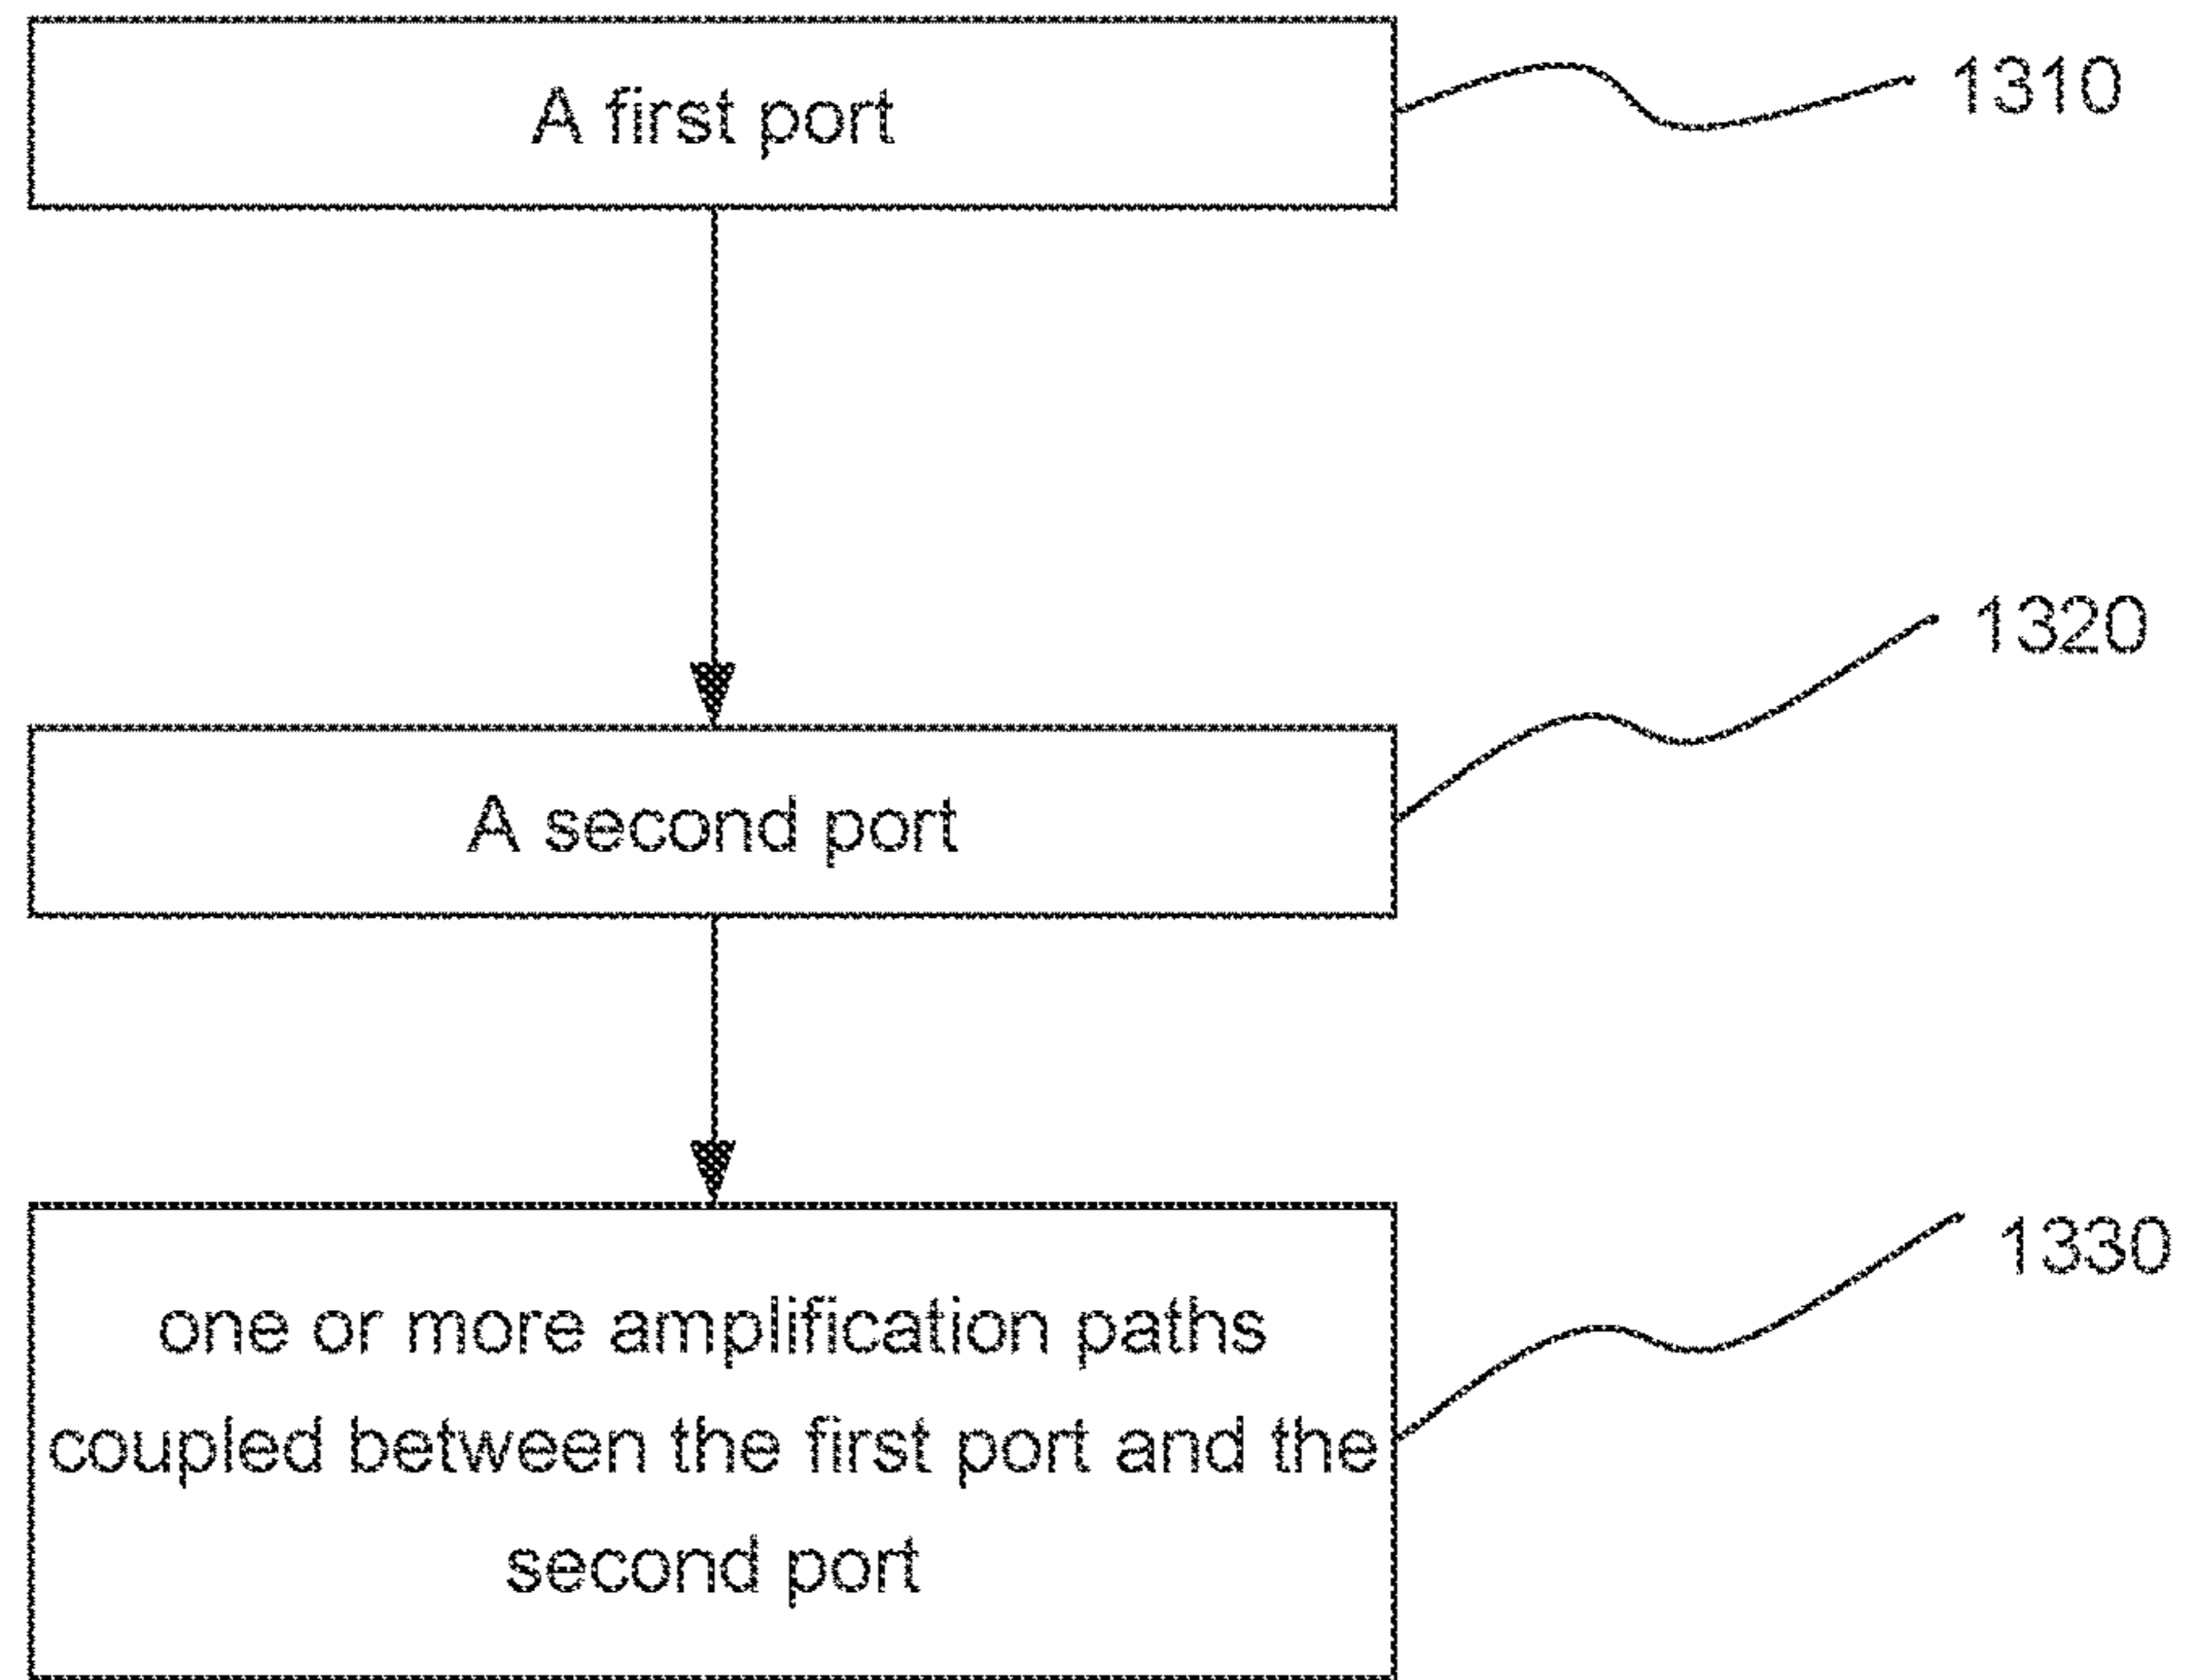 A first port
1310
A second port
1320
one or more amplification paths
coupled between the first port and the
second port
1330